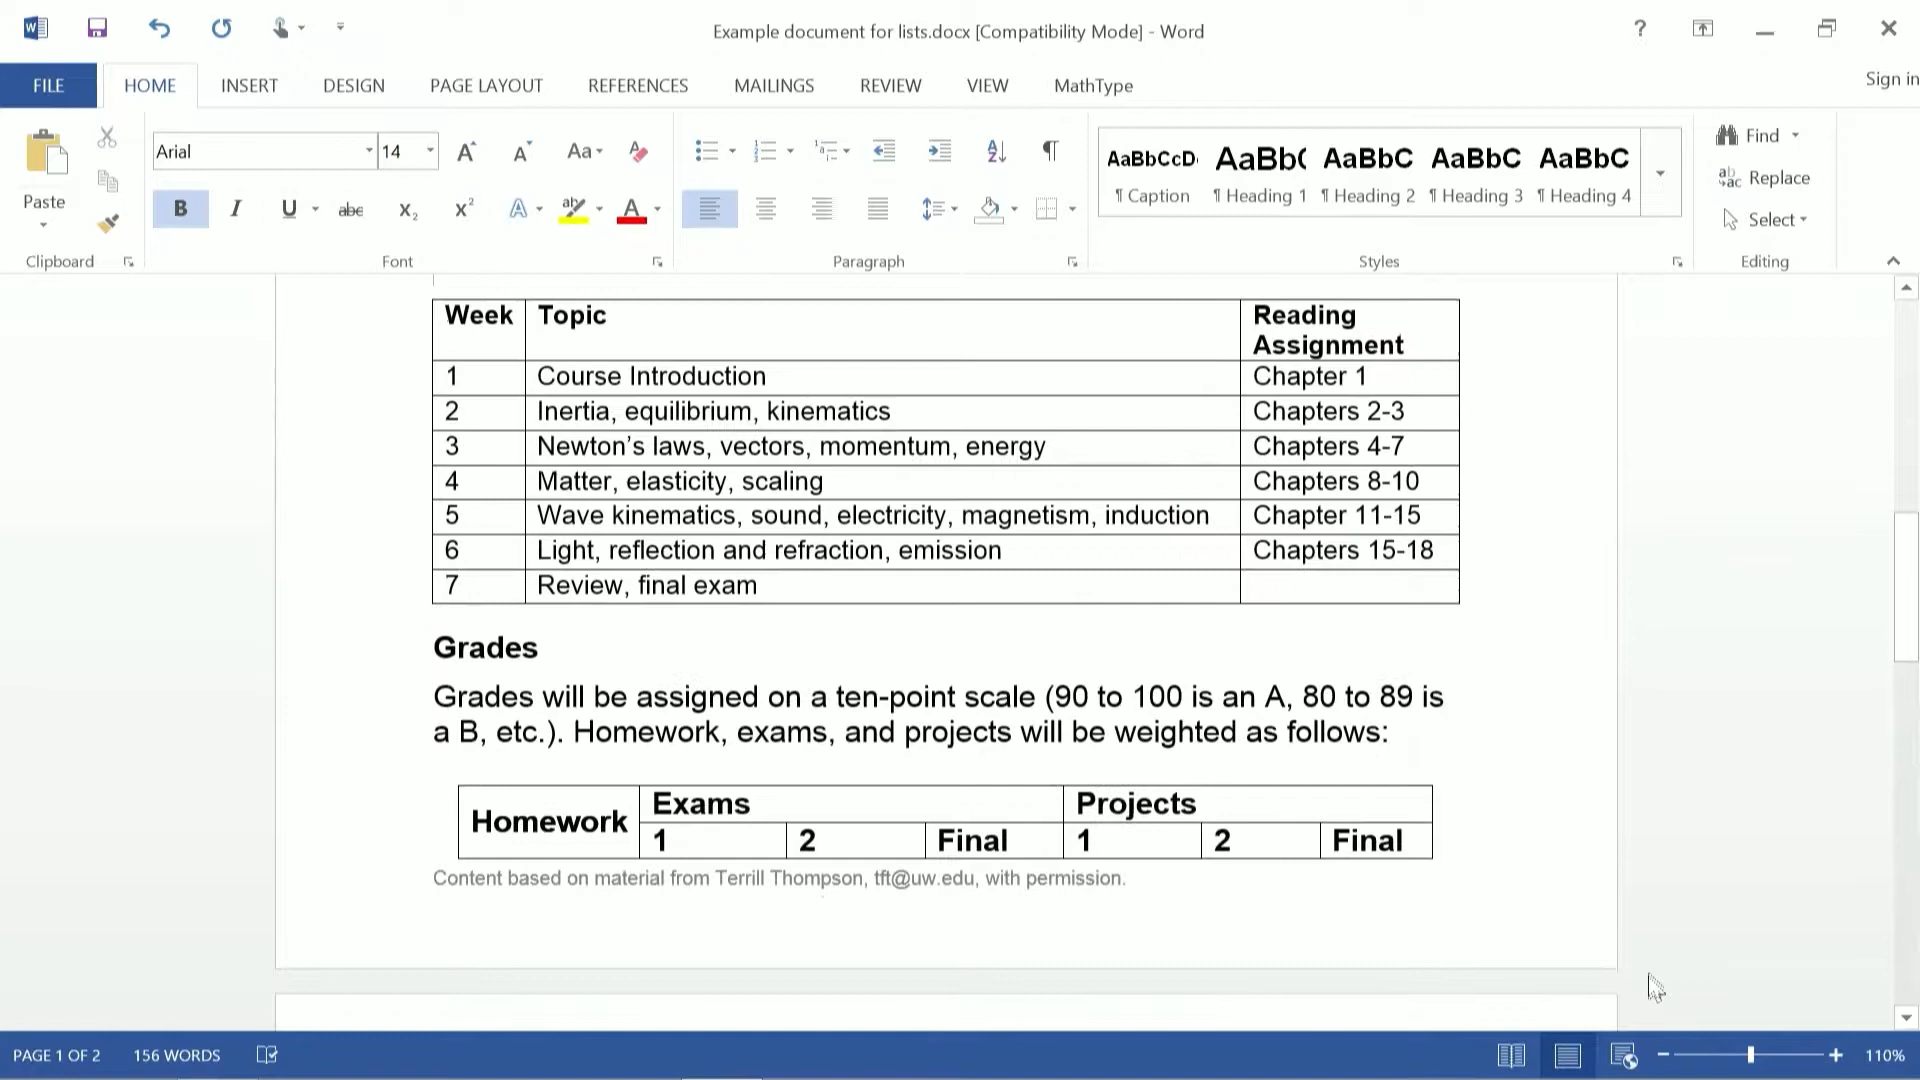 Example document for lists.docx [Compatibility Mode] - Word
?
FILE HOME INSERT DESIGN PAGE LAYOUT REFERENCES MAILINGS REVIEW VIEW MathType Sign in
Paste
Clipboard
Arial 14
Aa
B I U abc X₂ X² A aby A
Font
Paragraph
AaBbCcD AaBb( AaBbC AaBbC AaBbC
¶ Caption ¶ Heading 1 ¶ Heading 2 ¶ Heading 3 ¶ Heading 4
Styles
Find
Replace
Select
Editing
Week Topic Reading Assignment
1 Course Introduction Chapter 1
2 Inertia, equilibrium, kinematics Chapters 2-3
3 Newton’s laws, vectors, momentum, energy Chapters 4-7
4 Matter, elasticity, scaling Chapters 8-10
5 Wave kinematics, sound, electricity, magnetism, induction Chapter 11-15
6 Light, reflection and refraction, emission Chapters 15-18
7 Review, final exam
Grades
Grades will be assigned on a ten-point scale (90 to 100 is an A, 80 to 89 is
a B, etc.). Homework, exams, and projects will be weighted as follows:
Homework Exams Projects
1 2 Final 1 2 Final
Content based on material from Terrill Thompson, tft@uw.edu, with permission.
PAGE 1 OF 2 156 WORDS 110%